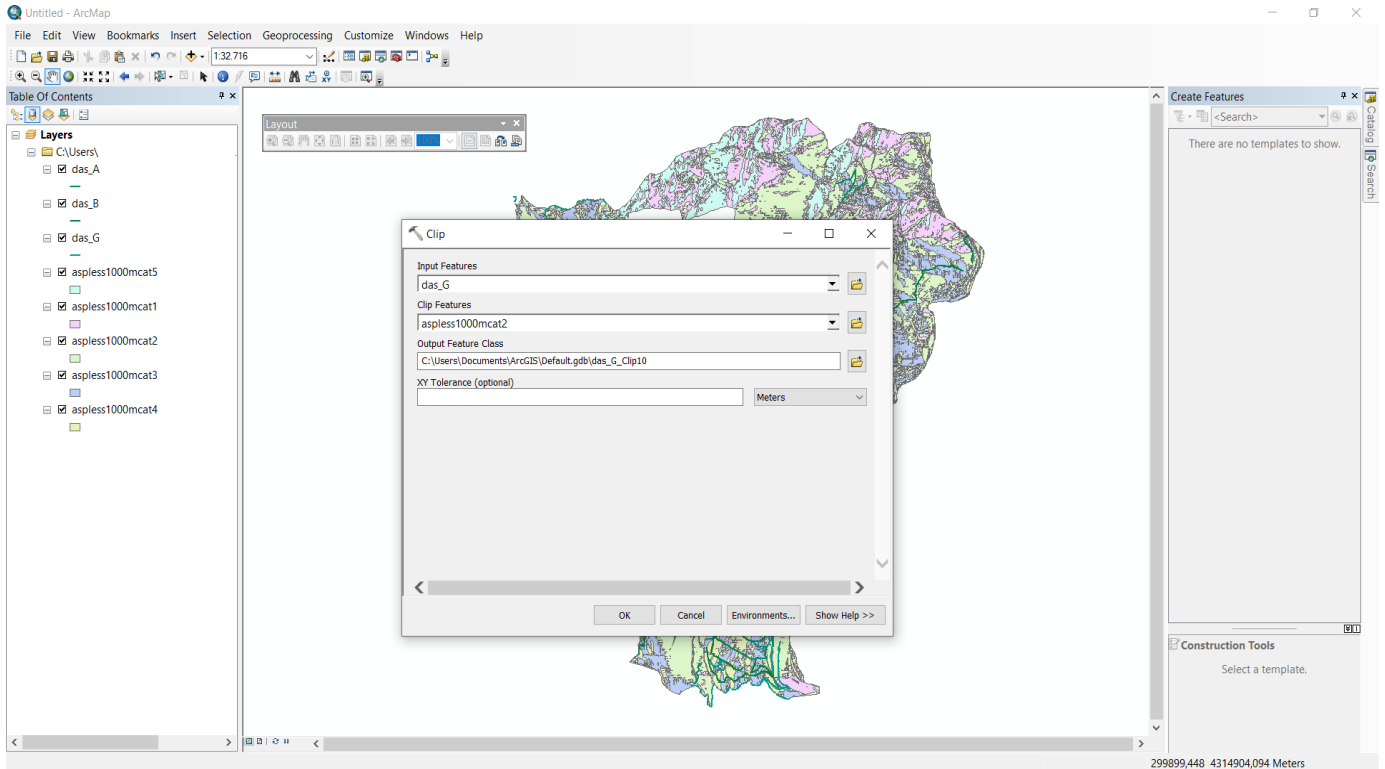 Untitled - ArcMap
File Edit View Bookmarks Insert Selection Geoprocessing Customize Windows Help
1:32.716
Table Of Contents
Layers
C:\Users\
das_A
das_B
das_G
aspless1000mcat5
aspless1000mcat1
aspless1000mcat2
aspless1000mcat3
aspless1000mcat4
Layout
Clip
Input Features
das_G
Clip Features
aspless1000mcat2
Output Feature Class
C:\Users\Documents\ArcGIS\Default.gdb\das_G_Clip10
XY Tolerance (optional)
Meters
OK Cancel Environments... Show Help >>
Create Features
<Search>
There are no templates to show.
Construction Tools
Select a template.
Catalog
Search
299899,448 4314904,094 Meters